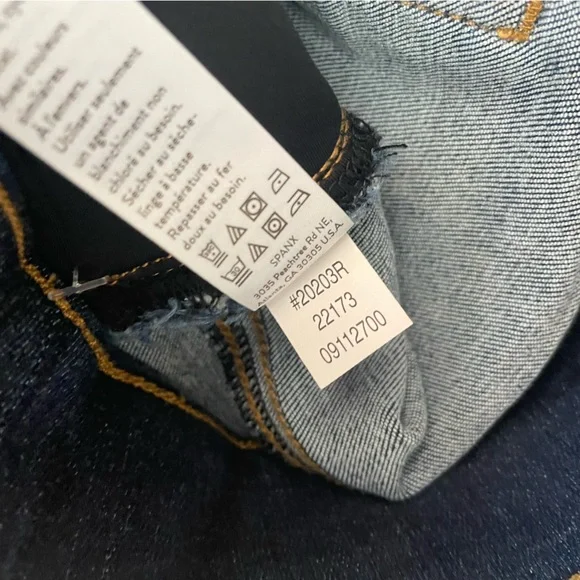 Avec couleurs
similaires.
À l'envers.
Utiliser seulement
un agent de
blanchiment non
chloré au besoin.
Sécher au sèche-
linge à basse
température.
Repasser au fer
doux au besoin.
SPANX
3035 Peachtree Rd NE,
Atlanta, GA 30305 U.S.A.
#20203R
22173
09112700